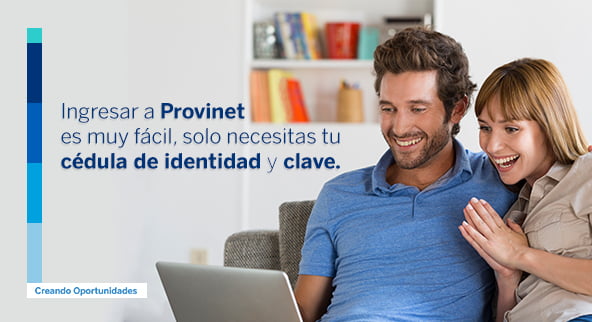 Ingresar a Provinet
es muy fácil, solo necesitas tu
cédula de identidad y clave.
Creando Oportunidades